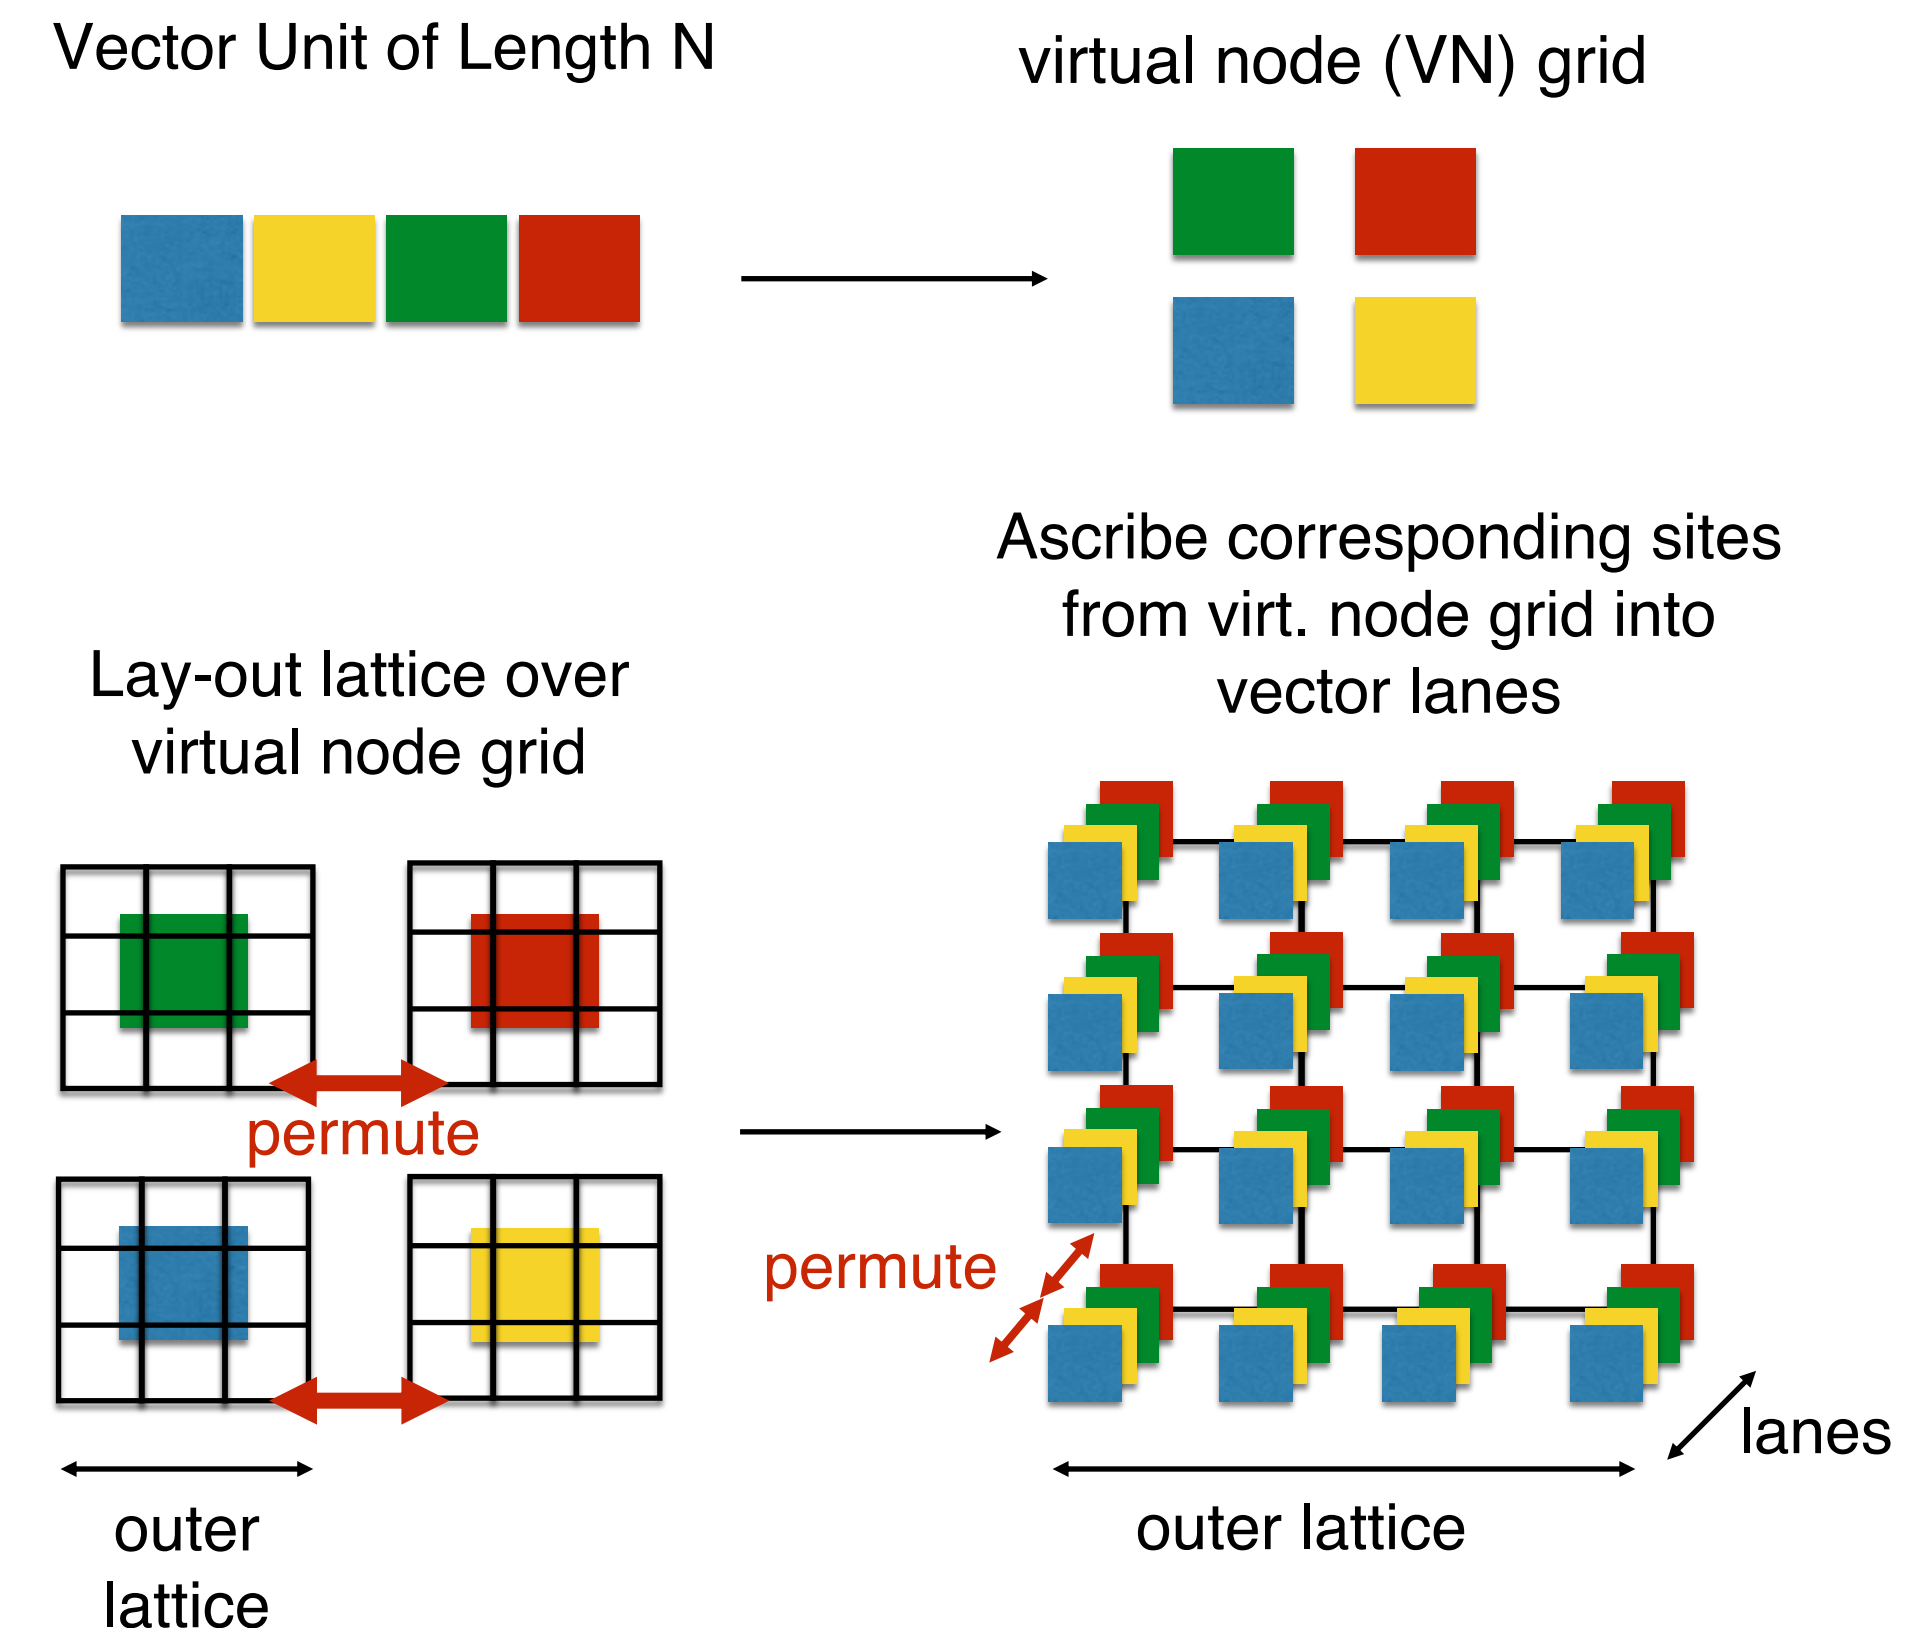 Vector Unit of Length N
virtual node (VN) grid
Ascribe corresponding sites
from virt. node grid into
vector lanes
Lay-out lattice over
virtual node grid
permute
permute
lanes
outer
lattice
outer lattice